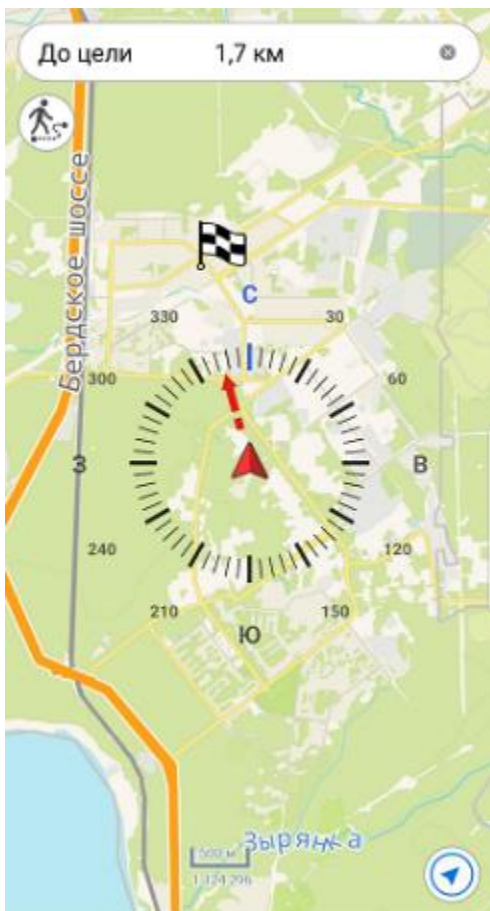 До цели 1,7 км
Бердское шоссе
С
330 30
300 60
З В
240 120
210 150
Ю
Зырянка
500 м
1:124 296